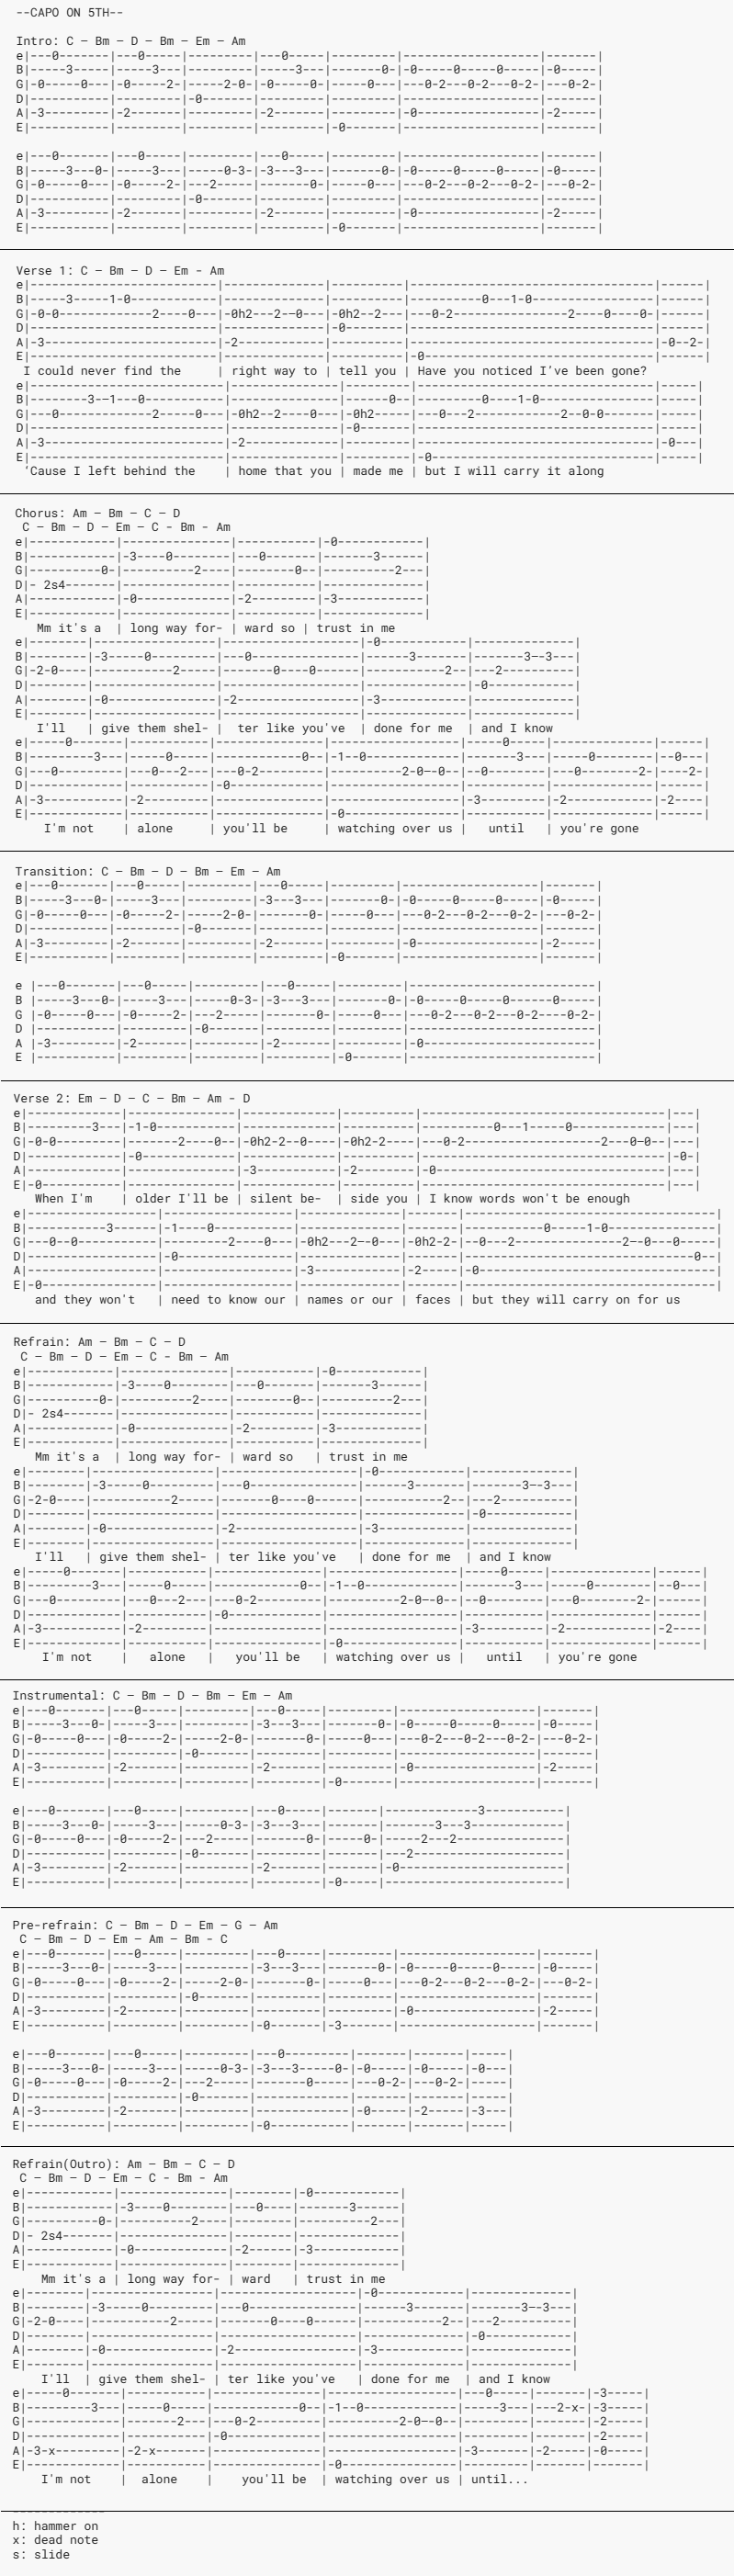 --CAPO ON 5TH--
Intro: C – Bm – D – Bm – Em – Am
e|---0-------|---0-----|---------|---0-----|---------|-------------------|-------|
B|-----3-----|-----3---|---------|-----3---|-------0-|-0-----0-----0-----|-0-----|
G|-0-----0---|-0-----2-|-----2-0-|-0-----0-|-----0---|---0-2---0-2---0-2-|---0-2-|
D|-----------|---------|-0-------|---------|---------|-------------------|-------|
A|-3---------|-2-------|---------|-2-------|---------|-0-----------------|-2-----|
E|-----------|---------|---------|---------|-0-------|-------------------|-------|
e|---0-------|---0-----|---------|---0-----|---------|-------------------|-------|
B|-----3---0-|-----3---|-----0-3-|-3---3---|-------0-|-0-----0-----0-----|-0-----|
G|-0-----0---|-0-----2-|---2-----|-------0-|-----0---|---0-2---0-2---0-2-|---0-2-|
D|-----------|---------|-0-------|---------|---------|-------------------|-------|
A|-3---------|-2-------|---------|-2-------|---------|-0-----------------|-2-----|
E|-----------|---------|---------|---------|-0-------|-------------------|-------|
Verse 1: C – Bm – D – Em - Am
e|--------------------------|--------------|----------|----------------------------------|------|
B|-----3-----1-0------------|--------------|----------|----------0---1-0-----------------|------|
G|-0-0-------------2----0---|-0h2---2--0---|-0h2--2---|---0-2----------------2----0----0-|------|
D|--------------------------|--------------|-0--------|----------------------------------|------|
A|-3------------------------|-2------------|----------|----------------------------------|-0--2-|
E|--------------------------|--------------|----------|-0--------------------------------|------|
I could never find the | right way to | tell you | Have you noticed I've been gone?
e|---------------------------|--------------|---------|----------------------------------|-----|
B|--------3--1---0-----------|--------------|------0--|---------0----1-0-----------------|-----|
G|---0-------------2-----0---|-0h2--2----0--|-0h2-----|---0---2------------2--0-0--------|-----|
D|---------------------------|--------------|-0-------|----------------------------------|-----|
A|-3-------------------------|-2------------|---------|----------------------------------|-0---|
E|---------------------------|--------------|---------|-0--------------------------------|-----|
'Cause I left behind the | home that you | made me | but I will carry it along
Chorus: Am – Bm – C – D
C – Bm – D – Em – C - Bm - Am
e|------------|---------------|-----------|-0------------|
B|------------|-3----0--------|---0-------|-------3------|
G|----------0-|----------2----|--------0--|----------2---|
D|- 2s4-------|---------------|-----------|--------------|
A|------------|-0-------------|-2---------|-3------------|
E|------------|---------------|-----------|--------------|
Mm it's a | long way for- | ward so | trust in me
e|--------|-----------------|-------------------|-0------------|--------------|
B|--------|-3-----0---------|---0---------------|------3-------|-------3--3---|
G|-2-0----|-----------2-----|-------0----0------|-----------2--|---2----------|
D|--------|-----------------|-------------------|--------------|-0------------|
A|--------|-0---------------|-2-----------------|-3------------|--------------|
E|--------|-----------------|-------------------|--------------|--------------|
I'll | give them shel- | ter like you've | done for me | and I know
e|-----0-------|-----------|---------------|------------------|-----0-----|--------------|------|
B|---------3---|-----0-----|------------0--|-1--0-------------|-------3---|-----0--------|--0---|
G|---0---------|---0---2---|---0-2---------|----------2-0--0--|--0--------|---0--------2-|----2-|
D|-------------|-----------|-0-------------|------------------|-----------|--------------|------|
A|-3-----------|-2---------|---------------|------------------|-3---------|-2------------|-2----|
E|-------------|-----------|---------------|-0----------------|-----------|--------------|------|
I'm not | alone | you'll be | watching over us | until | you're gone
Transition: C – Bm – D – Bm – Em – Am
e|---0-------|---0-----|---------|---0-----|---------|-------------------|-------|
B|-----3---0-|-----3---|---------|-3---3---|-------0-|-0-----0-----0-----|-0-----|
G|-0-----0---|-0-----2-|-----2-0-|-------0-|-----0---|---0-2---0-2---0-2-|---0-2-|
D|-----------|---------|-0-------|---------|---------|-------------------|-------|
A|-3---------|-2-------|---------|-2-------|---------|-0-----------------|-2-----|
E|-----------|---------|---------|---------|-0-------|-------------------|-------|
e |---0-------|---0-----|---------|---0-----|---------|--------------------------|
B |-----3---0-|-----3---|-----0-3-|-3---3---|-------0-|-0-----0-----0------0-----|
G |-0-----0---|-0-----2-|---2-----|-------0-|-----0---|---0-2---0-2---0-2----0-2-|
D |-----------|---------|-0-------|---------|---------|--------------------------|
A |-3---------|-2-------|---------|-2-------|---------|-0------------------------|
E |-----------|---------|---------|---------|-0-------|--------------------------|
Verse 2: Em – D – C – Bm – Am - D
e|-------------|---------------|-------------|----------|----------------------------------|---|
B|---------3---|-1-0-----------|-------------|----------|----------0---1-----0-------------|---|
G|-0-0---------|-------2----0--|-0h2-2--0----|-0h2-2----|---0-2-------------------2---0-0--|---|
D|-------------|-0-------------|-------------|----------|----------------------------------|-0-|
A|-------------|---------------|-3-----------|-2--------|-0--------------------------------|---|
E|-0-----------|---------------|-------------|----------|----------------------------------|---|
When I'm | older I'll be | silent be- | side you | I know words won't be enough
e|------------------|------------------|--------------|-------|-----------------------------------|
B|-----------3------|-1----0-----------|--------------|-------|-----------0-----1-0---------------|
G|---0--0-----------|--------2----0----|-0h2---2--0---|-0h2-2-|--0---2---------------2--0---0-----|
D|------------------|-0----------------|--------------|-------|--------------------------------0--|
A|------------------|------------------|-3------------|-2-----|-0---------------------------------|
E|-0----------------|------------------|--------------|-------|-----------------------------------|
and they won't | need to know our | names or our | faces | but they will carry on for us
Refrain: Am – Bm – C – D
C – Bm – D – Em – C - Bm – Am
e|------------|---------------|-----------|-0------------|
B|------------|-3----0--------|---0-------|-------3------|
G|----------0-|----------2----|--------0--|----------2---|
D|- 2s4-------|---------------|-----------|--------------|
A|------------|-0-------------|-2---------|-3------------|
E|------------|---------------|-----------|--------------|
Mm it's a | long way for- | ward so | trust in me
e|--------|-----------------|-------------------|-0------------|--------------|
B|--------|-3-----0---------|---0---------------|------3-------|-------3--3---|
G|-2-0----|-----------2-----|-------0----0------|-----------2--|---2----------|
D|--------|-----------------|-------------------|--------------|-0------------|
A|--------|-0---------------|-2-----------------|-3------------|--------------|
E|--------|-----------------|-------------------|--------------|--------------|
I'll | give them shel- | ter like you've | done for me | and I know
e|-----0-------|-----------|---------------|------------------|-----0-----|--------------|------|
B|---------3---|-----0-----|------------0--|-1--0-------------|-------3---|-----0--------|--0---|
G|---0---------|---0---2---|---0-2---------|----------2-0--0--|--0--------|---0--------2-|------|
D|-------------|-----------|-0-------------|------------------|-----------|--------------|------|
A|-3-----------|-2---------|---------------|------------------|-3---------|-2------------|-2----|
E|-------------|-----------|---------------|-0----------------|-----------|--------------|------|
I'm not | alone | you'll be | watching over us | until | you're gone
Instrumental: C – Bm – D – Bm – Em – Am
e|---0-------|---0-----|---------|---0-----|---------|-------------------|-------|
B|-----3---0-|-----3---|---------|-3---3---|-------0-|-0-----0-----0-----|-0-----|
G|-0-----0---|-0-----2-|-----2-0-|-------0-|-----0---|---0-2---0-2---0-2-|---0-2-|
D|-----------|---------|-0-------|---------|---------|-------------------|-------|
A|-3---------|-2-------|---------|-2-------|---------|-0-----------------|-2-----|
E|-----------|---------|---------|---------|-0-------|-------------------|-------|
e|---0-------|---0-----|---------|---0-----|-------|-------------3-----------|
B|-----3---0-|-----3---|-----0-3-|-3---3---|-------|-------3---3-------------|
G|-0-----0---|-0-----2-|---2-----|-------0-|-----0-|-----2---2---------------|
D|-----------|---------|-0-------|---------|-------|---2---------------------|
A|-3---------|-2-------|---------|-2-------|-------|-0-----------------------|
E|-----------|---------|---------|---------|-0-----|-------------------------|
Pre-refrain: C – Bm – D – Em – G – Am
C – Bm – D – Em – Am – Bm - C
e|---0-------|---0-----|---------|---0-----|---------|-------------------|-------|
B|-----3---0-|-----3---|---------|-3---3---|-------0-|-0-----0-----0-----|-0-----|
G|-0-----0---|-0-----2-|-----2-0-|-------0-|-----0---|---0-2---0-2---0-2-|---0-2-|
D|-----------|---------|-0-------|---------|---------|-------------------|-------|
A|-3---------|-2-------|---------|---------|---------|-0-----------------|-2-----|
E|-----------|---------|---------|-0-------|-3-------|-------------------|-------|
e|---0-------|---0-----|---------|---0---------|-------|-------|-----|
B|-----3---0-|-----3---|-----0-3-|-3---3-----0-|-0-----|-0-----|-0---|
G|-0-----0---|-0-----2-|---2-----|-------0-----|---0-2-|---0-2-|-----|
D|-----------|---------|-0-------|-------------|-------|-------|-----|
A|-3---------|-2-------|---------|-------------|-0-----|-2-----|-3---|
E|-----------|---------|---------|-0-----------|-------|-------|-----|
Refrain(Outro): Am – Bm – C – D
C – Bm – D – Em – C - Bm - Am
e|------------|---------------|--------|-0------------|
B|------------|-3----0--------|---0----|-------3------|
G|----------0-|----------2----|--------|----------2---|
D|- 2s4-------|---------------|--------|--------------|
A|------------|-0-------------|-2------|-3------------|
E|------------|---------------|--------|--------------|
Mm it's a | long way for- | ward | trust in me
e|--------|-----------------|-------------------|-0------------|--------------|
B|--------|-3-----0---------|---0---------------|------3-------|-------3--3---|
G|-2-0----|-----------2-----|-------0----0------|-----------2--|---2----------|
D|--------|-----------------|-------------------|--------------|-0------------|
A|--------|-0---------------|-2-----------------|-3------------|--------------|
E|--------|-----------------|-------------------|--------------|--------------|
I'll | give them shel- | ter like you've | done for me | and I know
e|-----0-------|-----------|---------------|------------------|---0-----|-------|-3-----|
B|---------3---|-----0-----|------------0--|-1--0-------------|-----3---|---2-x-|-3-----|
G|-------------|-------2---|---0-2---------|---------2-0--0---|---------|-------|-2-----|
D|-------------|-----------|-0-------------|------------------|---------|-------|-2-----|
A|-3-x---------|-2-x-------|---------------|------------------|-3-------|-2-----|-0-----|
E|-------------|-----------|---------------|-0----------------|---------|-------|-------|
I'm not | alone | you'll be | watching over us | until...
h: hammer on
x: dead note
s: slide